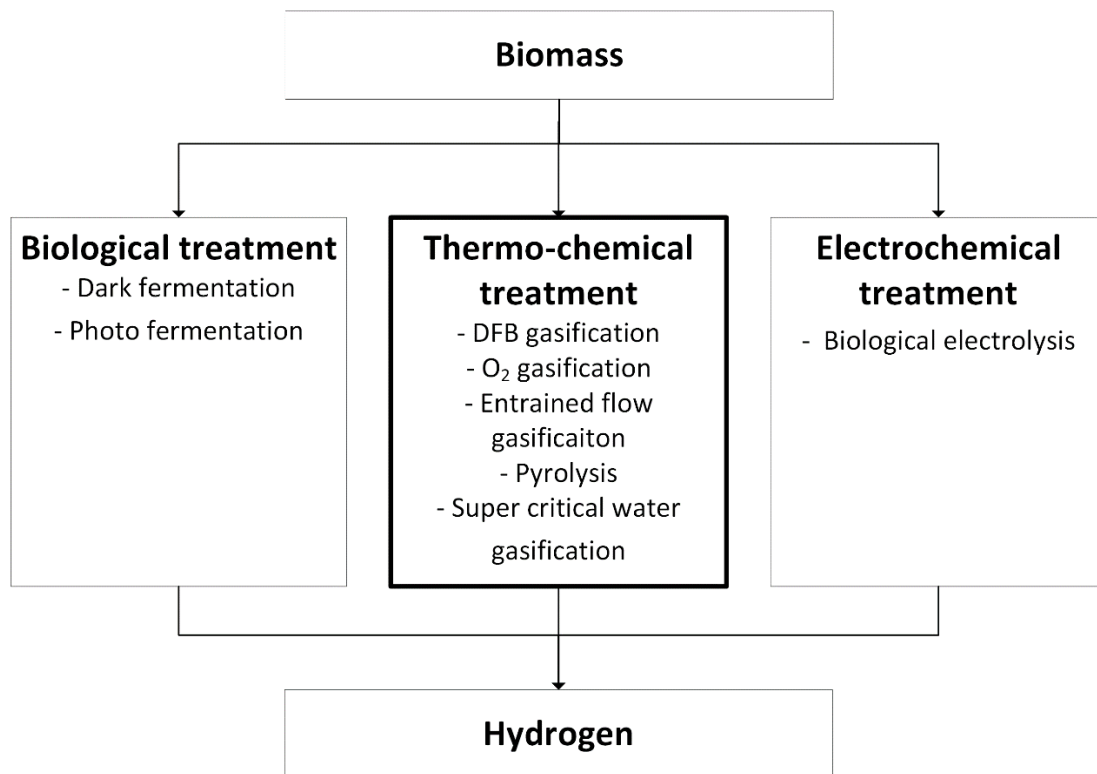 Biomass
Biological treatment
- Dark fermentation
- Photo fermentation
Thermo-chemical
treatment
- DFB gasification
- O₂ gasification
- Entrained flow
gasificaiton
- Pyrolysis
- Super critical water
gasification
Electrochemical
treatment
- Biological electrolysis
Hydrogen